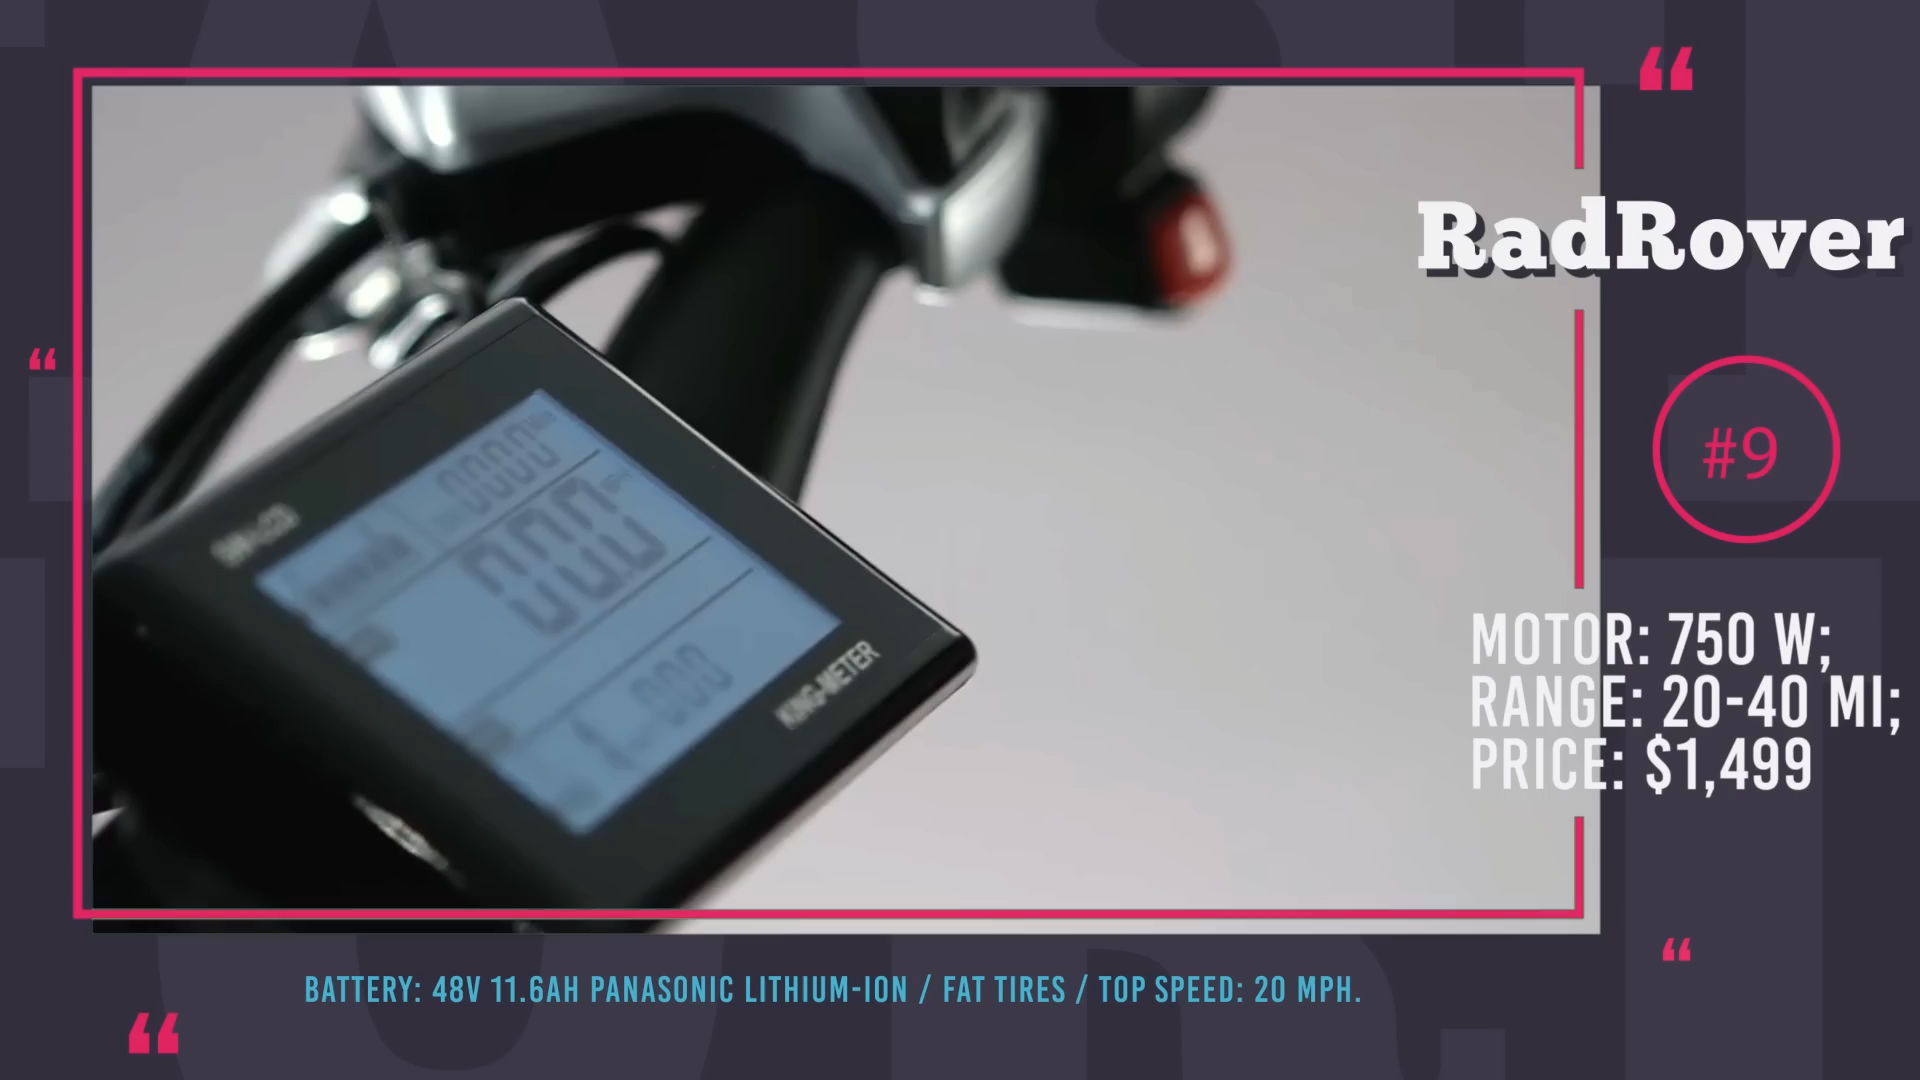 RadRover
#9
MOTOR: 750 W;
RANGE: 20-40 MI;
PRICE: $1,499
KING-METER
BATTERY: 48V 11.6AH PANASONIC LITHIUM-ION / FAT TIRES / TOP SPEED: 20 MPH.